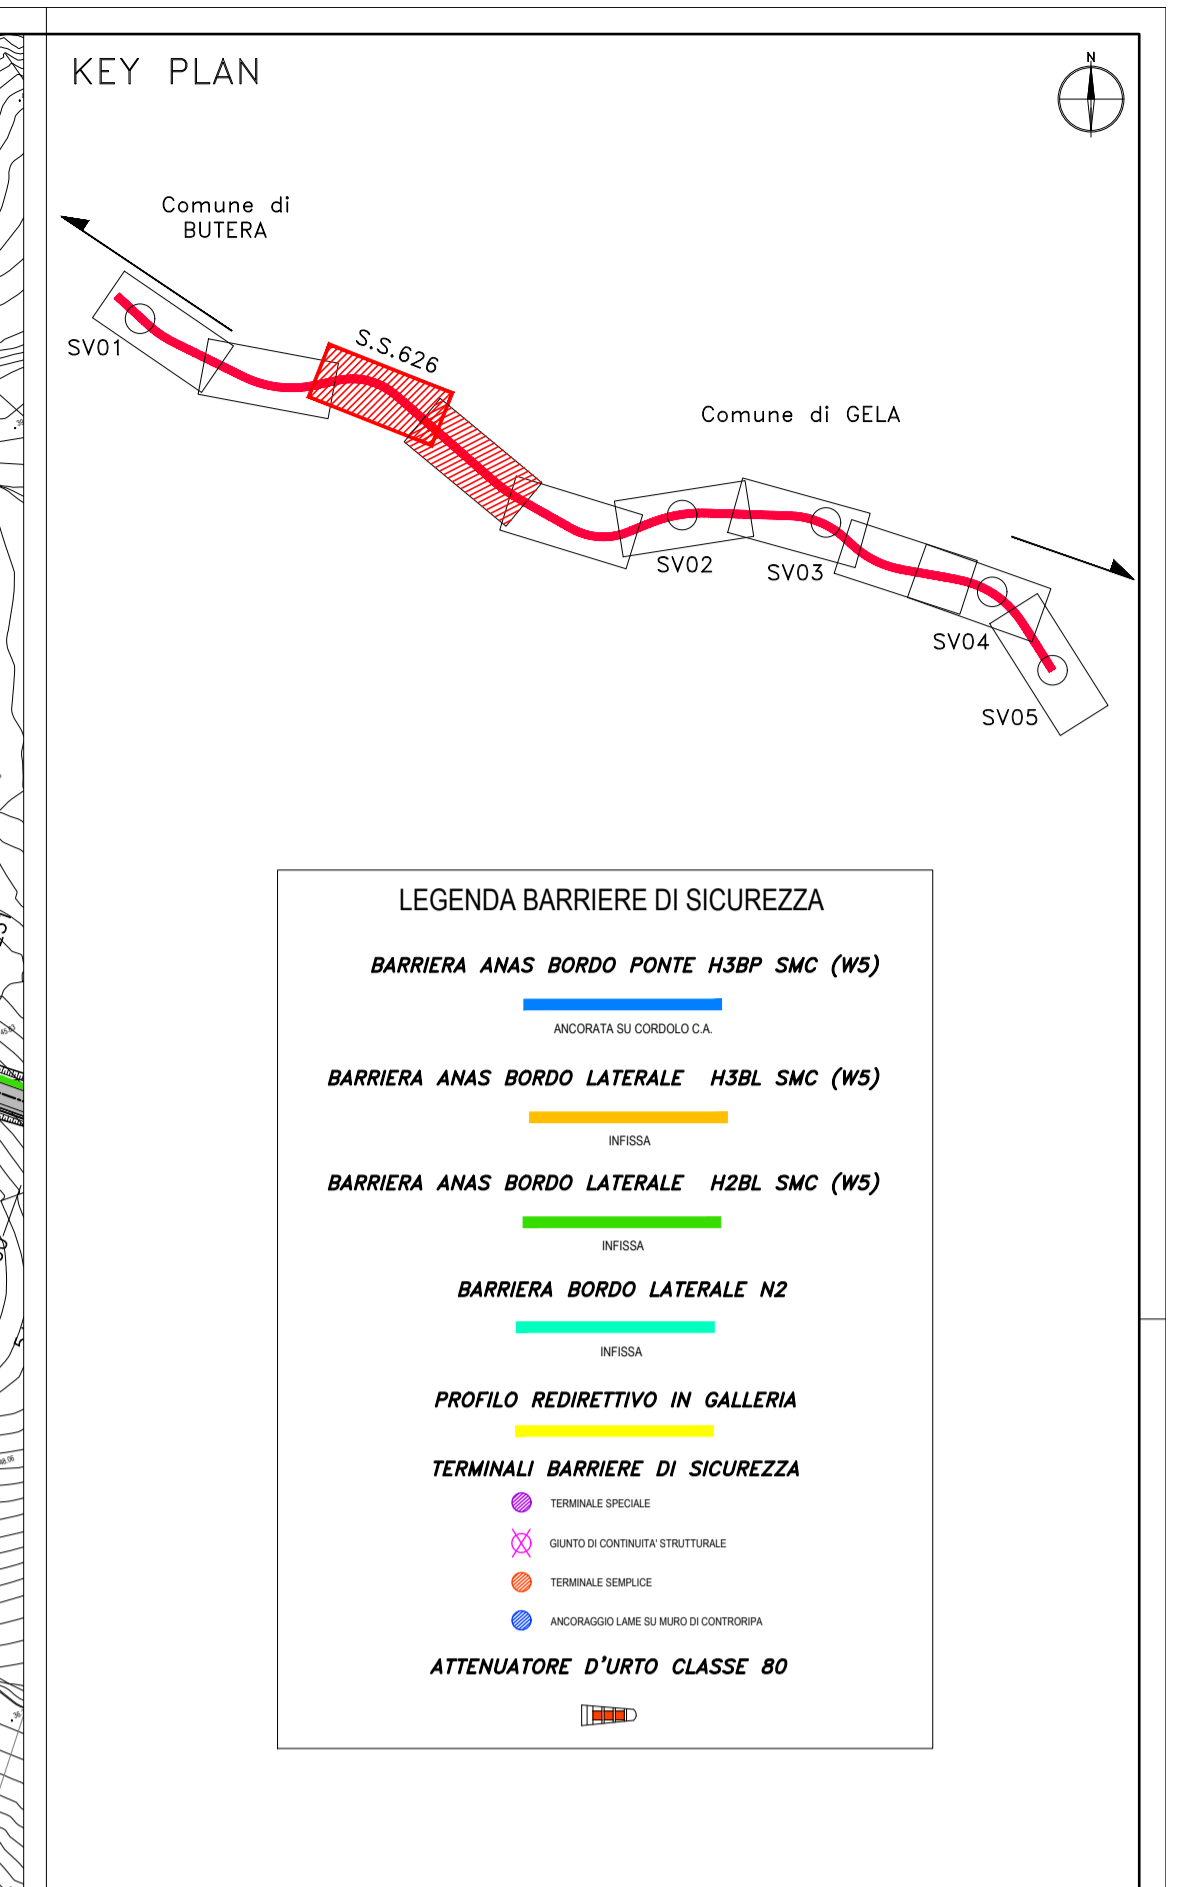 KEY PLAN
N
Comune di
BUTERA
SV01
S.S.626
Comune di GELA
SV02
SV03
SV04
SV05
LEGENDA BARRIERE DI SICUREZZA
BARRIERA ANAS BORDO PONTE H3BP SMC (W5)
ANCORATA SU CORDOLO C.A.
BARRIERA ANAS BORDO LATERALE H3BL SMC (W5)
INFISSA
BARRIERA ANAS BORDO LATERALE H2BL SMC (W5)
INFISSA
BARRIERA BORDO LATERALE N2
INFISSA
PROFILO REDIRETTIVO IN GALLERIA
TERMINALI BARRIERE DI SICUREZZA
TERMINALE SPECIALE
GIUNTO DI CONTINUITA' STRUTTURALE
TERMINALE SEMPLICE
ANCORAGGIO LAME SU MURO DI CONTRORIPA
ATTENUATORE D'URTO CLASSE 80